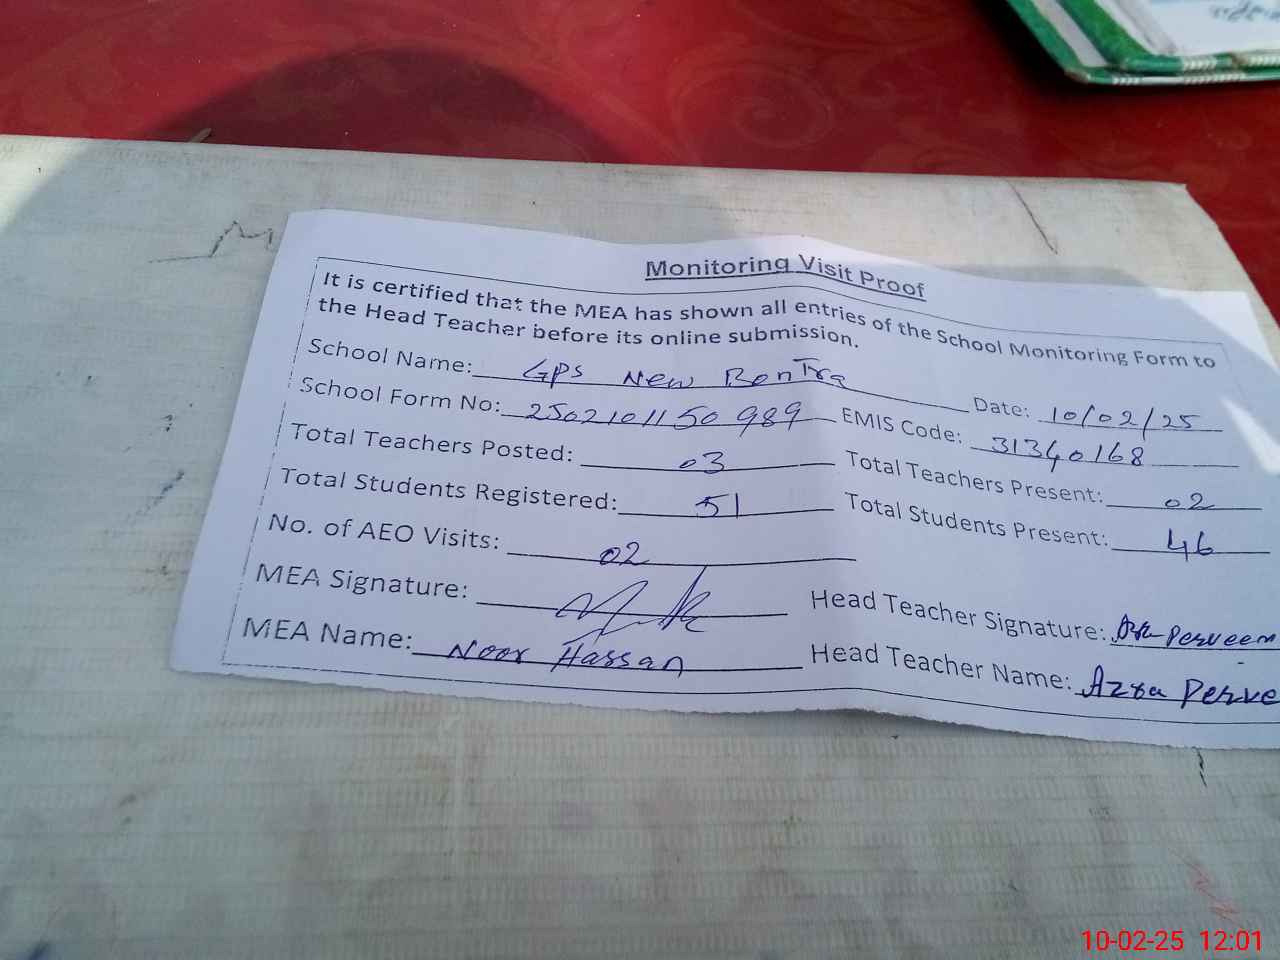 Monitoring Visit Proof
It is certified that the MEA has shown all entries of the School Monitoring Form to
the Head Teacher before its online submission.
School Name: GPS New Bontra Date: 10/02/25
School Form No: 2502101150989 EMIS Code: 31340168
Total Teachers Posted: 03 Total Teachers Present: 02
Total Students Registered: 51 Total Students Present: 46
No. of AEO Visits: 02
MEA Signature: Head Teacher Signature: Perveen
MEA Name: Noor Hassan Head Teacher Name: Azra Perve
10-02-25 12:01